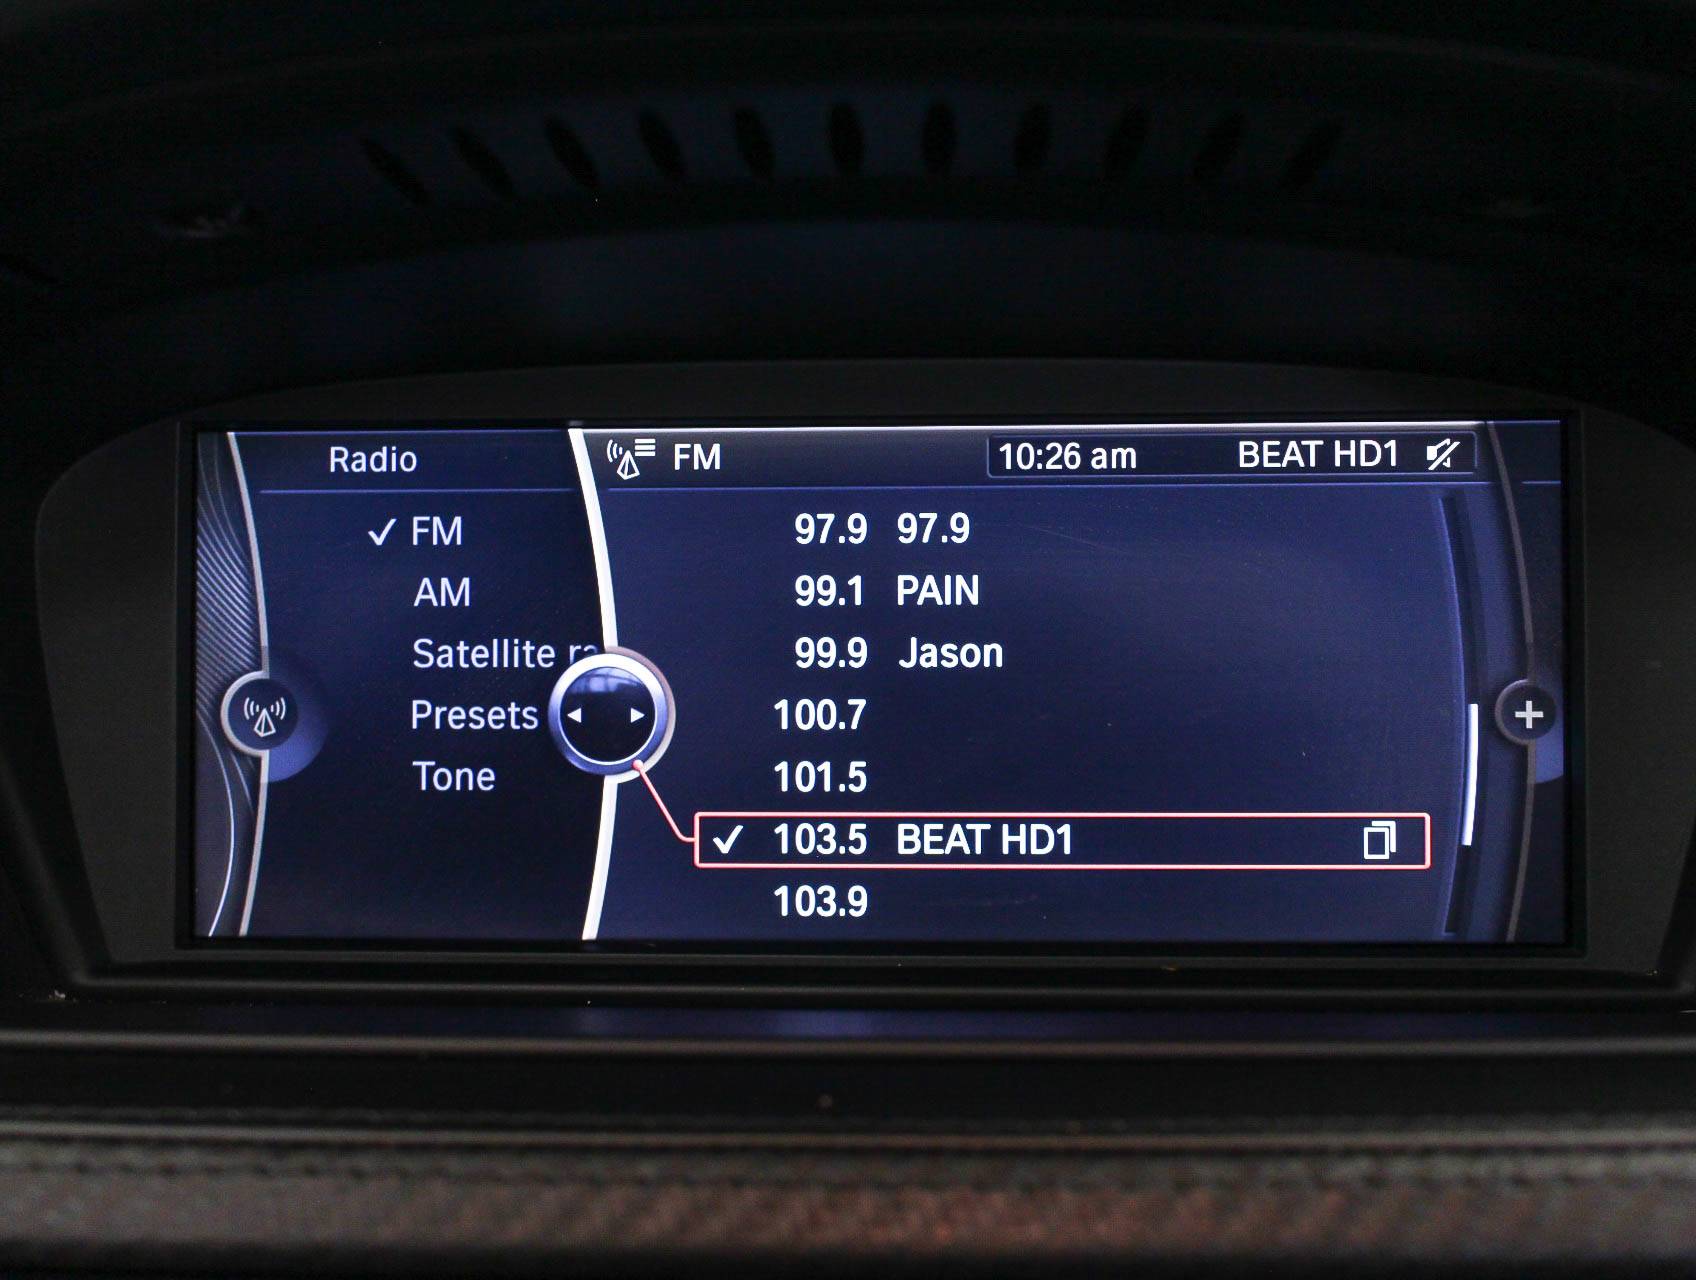 Radio
FM
AM
Satellite ra
Presets
Tone
FM
10:26 am BEAT HD1
97.9 97.9
99.1 PAIN
99.9 Jason
100.7
101.5
103.5 BEAT HD1
103.9